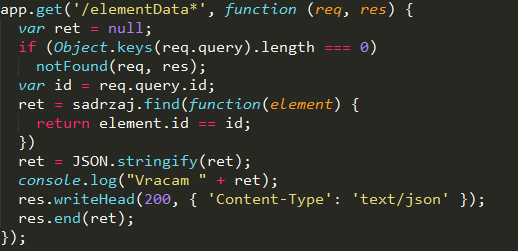 app.get('/elementData*', function (req, res) {
  var ret = null;
  if (Object.keys(req.query).length === 0)
    notFound(req, res);
  var id = req.query.id;
  ret = sadrzaj.find(function(element) {
    return element.id == id;
  })
  ret = JSON.stringify(ret);
  console.log("Vracam " + ret);
  res.writeHead(200, { 'Content-Type': 'text/json' });
  res.end(ret);
});